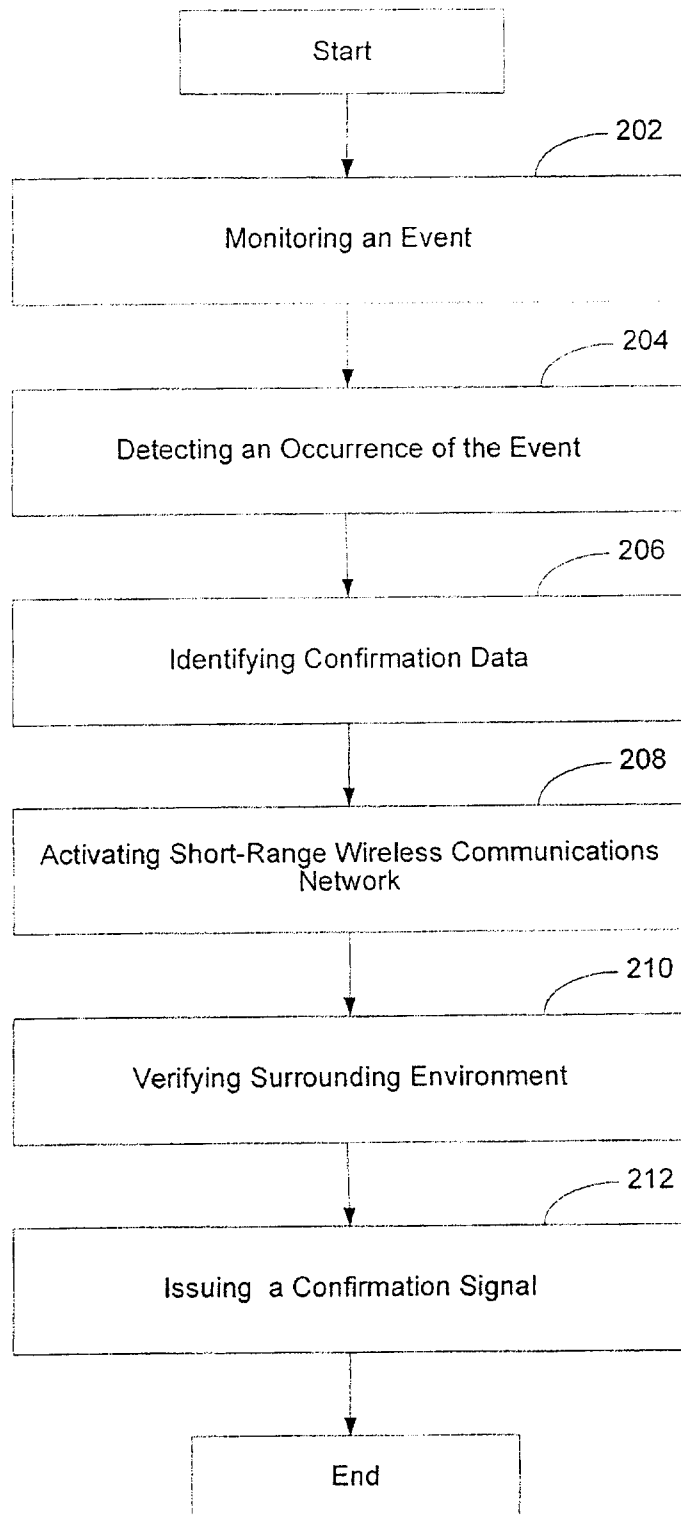 Start
202
Monitoring an Event
204
Detecting an Occurrence of the Event
206
Identifying Confirmation Data
208
Activating Short-Range Wireless Communications
Network
210
Verifying Surrounding Environment
212
Issuing a Confirmation Signal
End